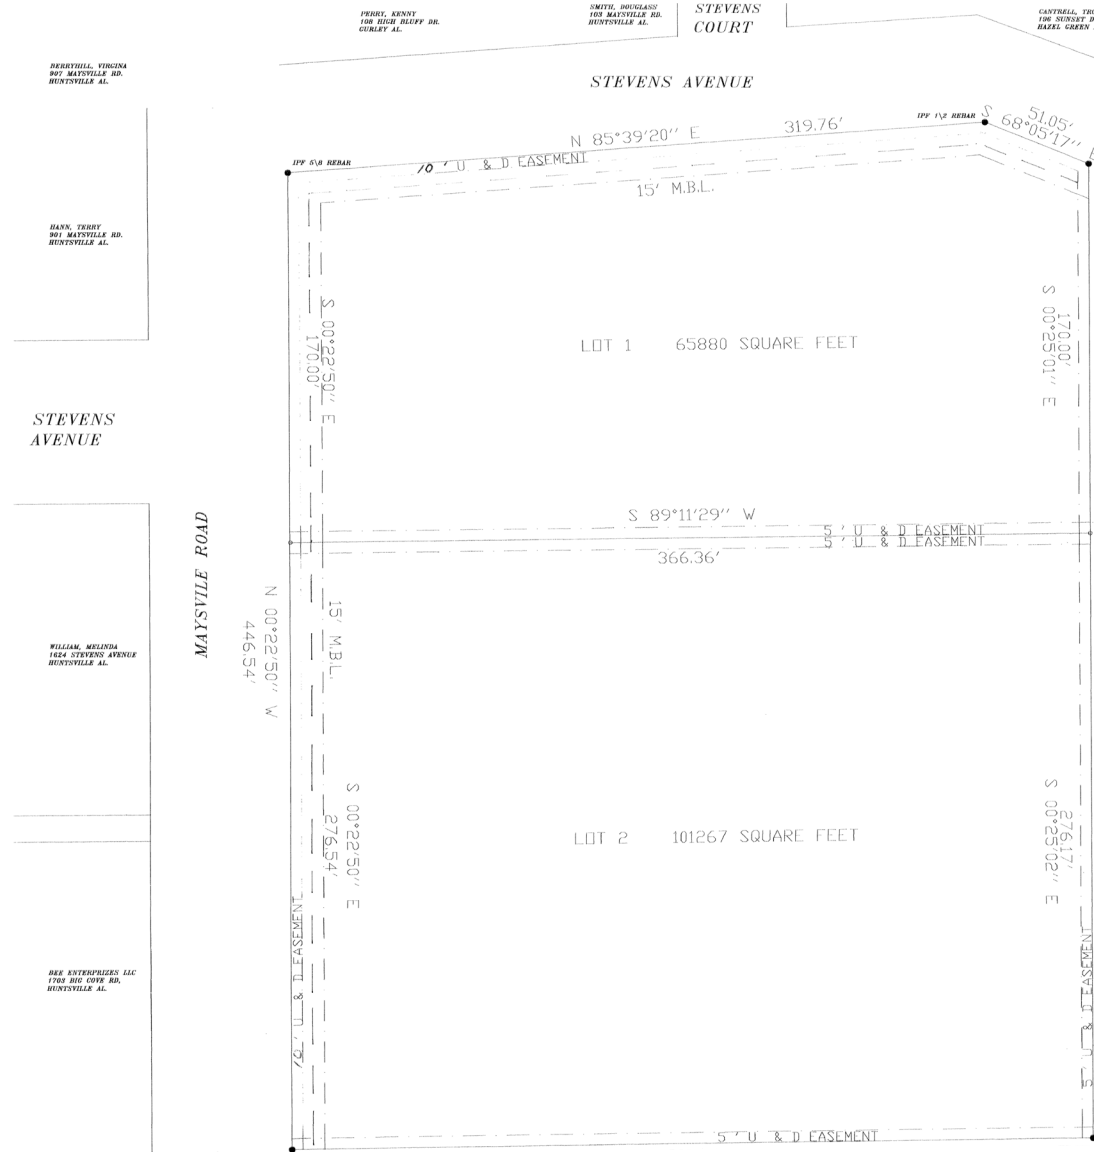 PERRY, KENNY
108 HIGH BLUFF DR.
GURLEY AL.
SMITH, DOUGLASS
103 MAYSVILLE RD.
HUNTSVILLE AL.
STEVENS
COURT
CANTRELL, TRO
196 SUNSET D
HAZEL GREEN
BERRYHILL, VIRGINA
907 MAYSVILLE RD.
HUNTSVILLE AL.
STEVENS AVENUE
IPF 1\2 REBAR
S 68°05'17" E
51.05'
N 85°39'20" E 319.76'
IPF 5\8 REBAR
10' U & D EASEMENT
15' M.B.L.
HANN, TERRY
901 MAYSVILLE RD.
HUNTSVILLE AL.
S 00°22'50" E
170.00'
LOT 1 65880 SQUARE FEET
170.00'
S 00°25'01" E
STEVENS
AVENUE
S 89°11'29" W
5 ' U & D EASEMENT
5 ' U & D EASEMENT
366.36'
MAYSVILE ROAD
N 00°22'50" W
446.54'
15' M.B.L.
WILLIAM, MELINDA
1624 STEVENS AVENUE
HUNTSVILLE AL.
S 00°22'50" E
276.54'
LOT 2 101267 SQUARE FEET
276.17'
S 00°25'02" E
BKE ENTERPRIZES LLC
1703 BIG COVE RD,
HUNTSVILLE AL.
10 ' U & D EASEMENT
5 ' U & D EASEMENT
5 ' U & D EASEMENT